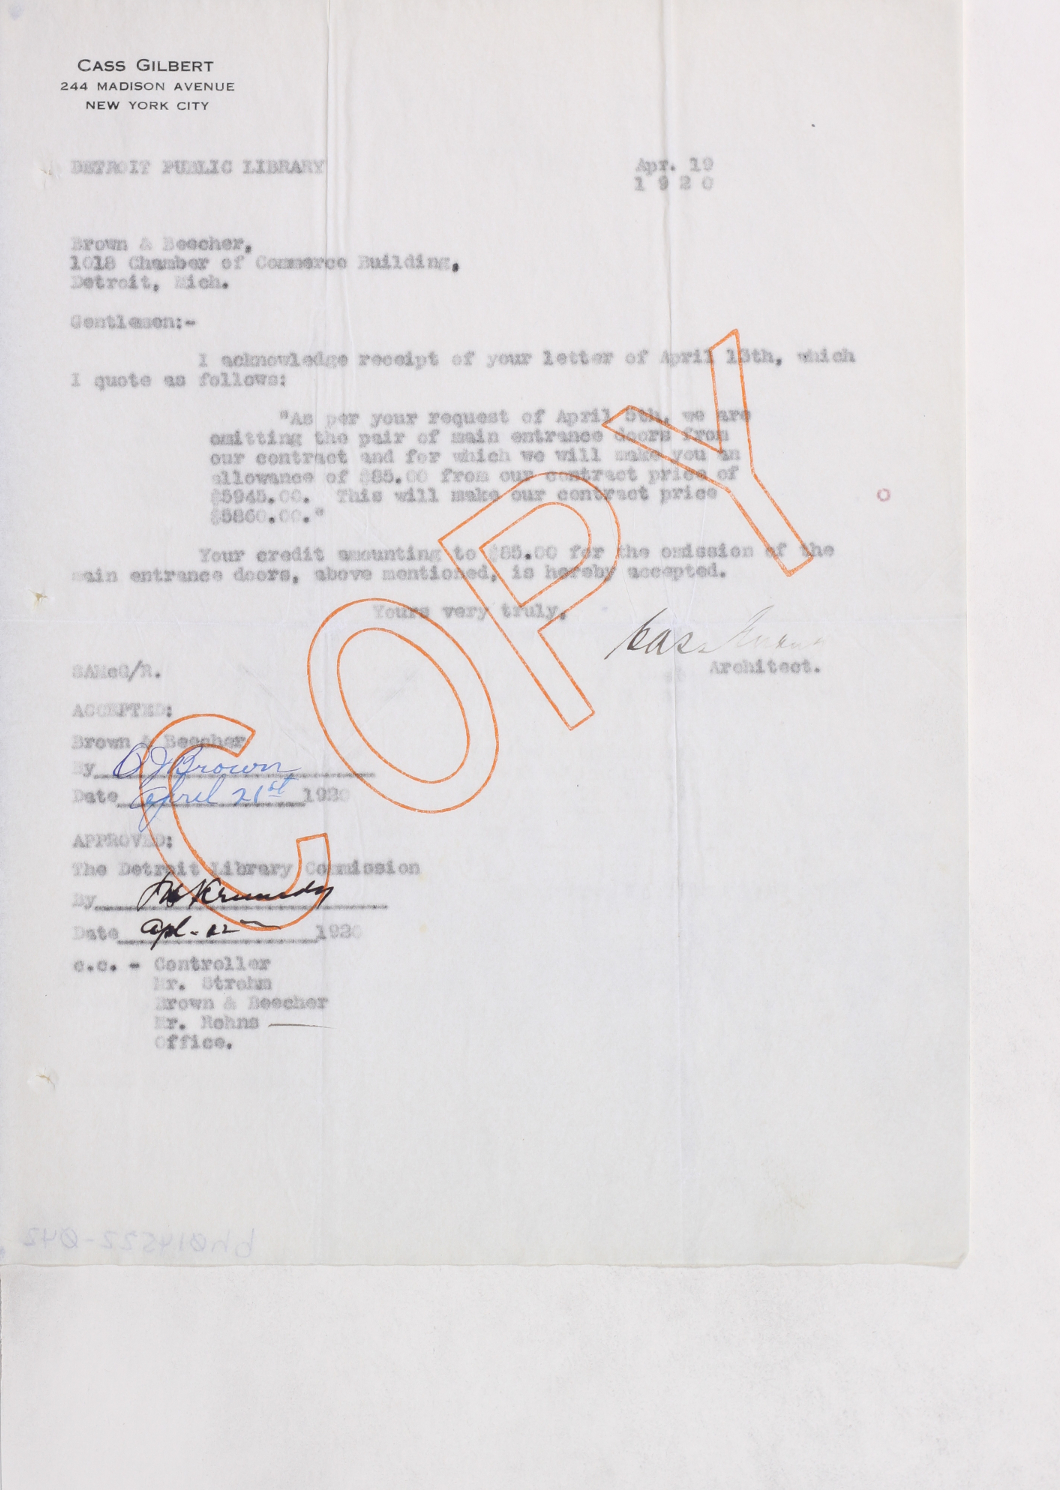 CASS GILBERT
244 MADISON AVENUE
NEW YORK CITY
DETROIT PUBLIC LIBRARY
Apr. 19
1 9 2 0
Brown & Beecher,
1018 Chamber of Commerce Building,
Detroit, Mich.
Gentlemen:-
I acknowledge receipt of your letter of April 13th, which
I quote as follows:
"As per your request of April 5th, we are
omitting the pair of main entrance doors from
our contract and for which we will make you an
allowance of $85.00 from our contract price of
$5945.00. This will make our contract price
$5860.00."
Your credit amounting to $85.00 for the omission of the
main entrance doors, above mentioned, is hereby accepted.
Yours very truly,
Cass
Architect.
SAMcG/R.
ACCEPTED:
Brown & Beecher
By Brown
Date April 21st 1920
APPROVED:
The Detroit Library Commission
By Kennedy
Date Apl. 22 1920
c.c. - Controller
Mr. Strohm
Brown & Beecher
Mr. Rohns
Office.
COPY
bh014522-042